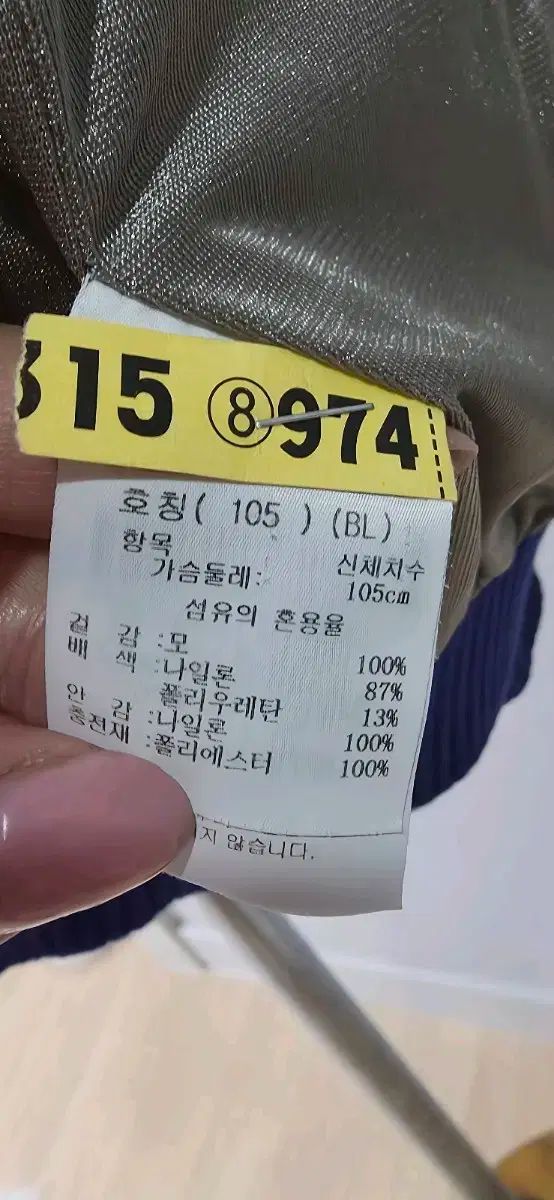 315 ⑧974
호칭( 105 ) (BL)
항목 신체치수
가슴둘레: 105cm
섬유의 혼용율
겉 감:모 100%
배 색:나일론 87%
폴리우레탄 13%
안 감:나일론 100%
충전재:폴리에스터 100%
지 않습니다.